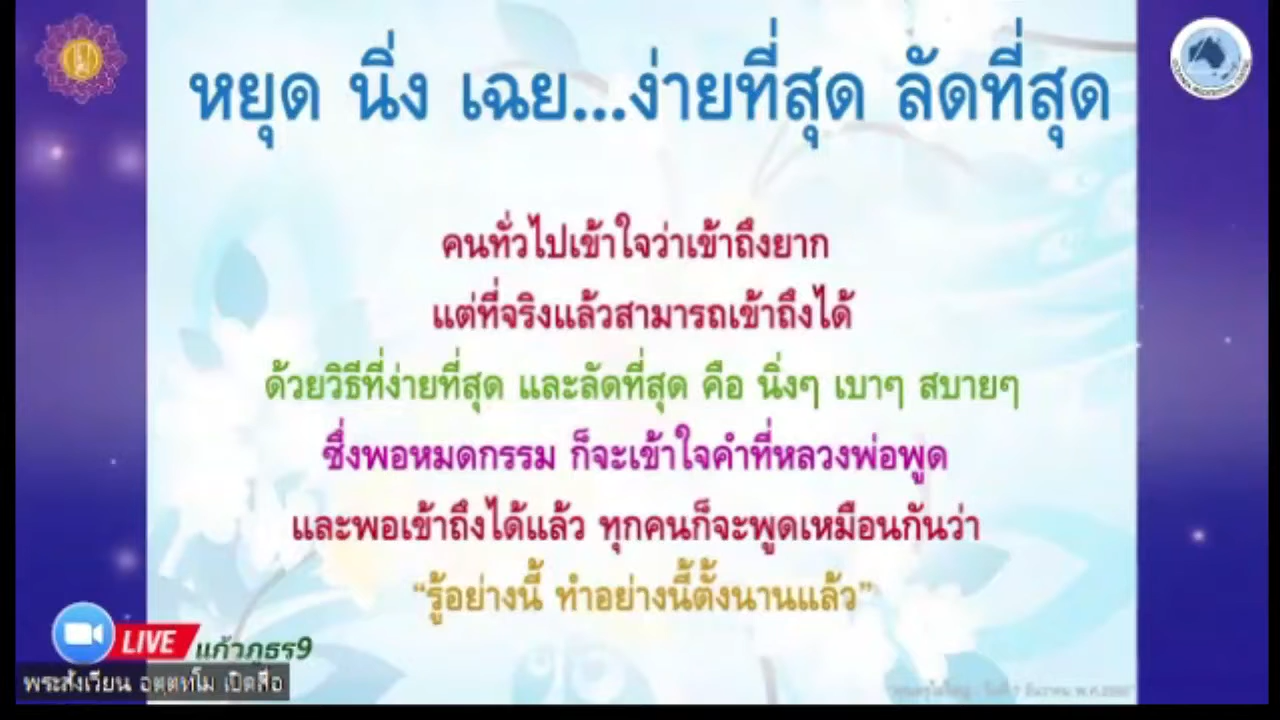 หยุด นิ่ง เฉย...ง่ายที่สุด ลัดที่สุด
คนทั่วไปเข้าใจว่าเข้าถึงยาก
แต่ที่จริงแล้วสามารถเข้าถึงได้
ด้วยวิธีที่ง่ายที่สุด และลัดที่สุด คือ นิ่งๆ เบาๆ สบายๆ
ซึ่งพอหมดกรรม ก็จะเข้าใจคำที่หลวงพ่อพูด
และพอเข้าถึงได้แล้ว ทุกคนก็จะพูดเหมือนกันว่า
“รู้อย่างนี้ ทำอย่างนี้ตั้งนานแล้ว”
LIVE แก้วภูธร9
พระสังเวียน อตฺตทโม เปิดสื่อ